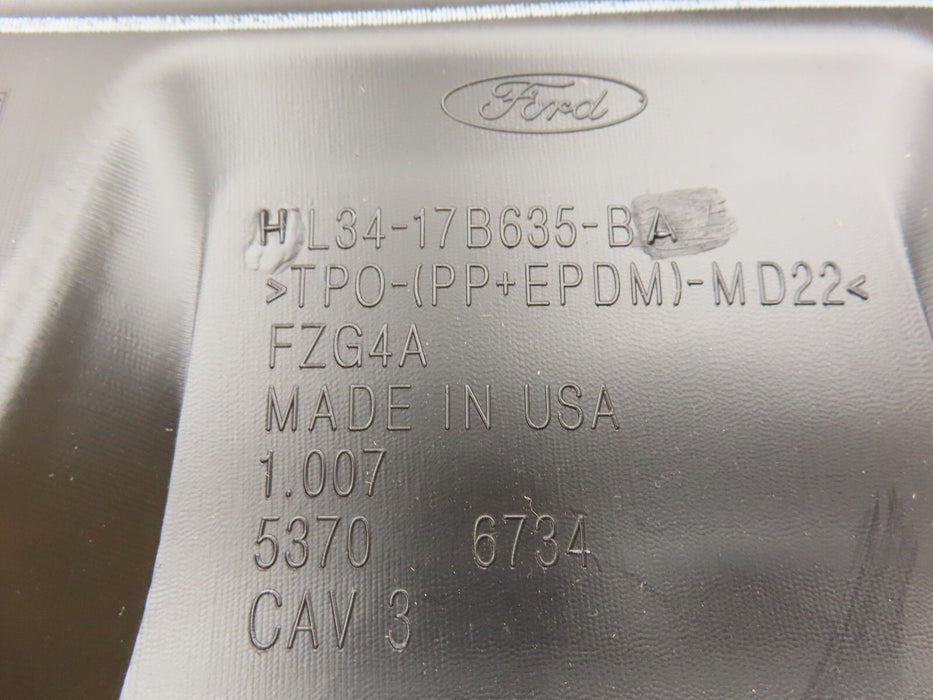 Ford
HL34-17B635-BA
>TPO-(PP+EPDM)-MD22<
FZG4A
MADE IN USA
1.007
5370 6734
CAV 3